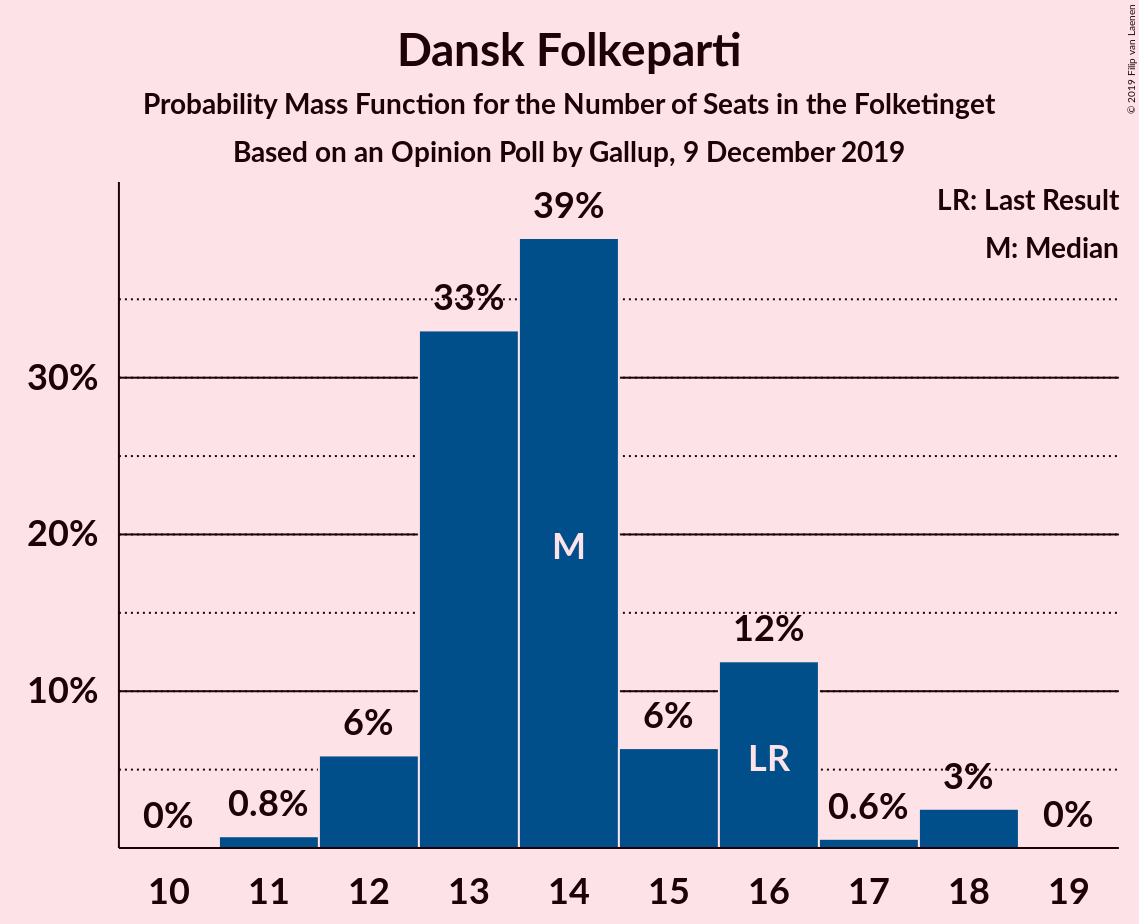 Dansk Folkeparti
Probability Mass Function for the Number of Seats in the Folketinget
Based on an Opinion Poll by Gallup, 9 December 2019
© 2019 Filip van Laenen
LR: Last Result
M: Median
39%
33%
30%
20%
M
12%
10%
6%
6%
LR
0%
0.8%
0.6%
3%
0%
10 11 12 13 14 15 16 17 18 19